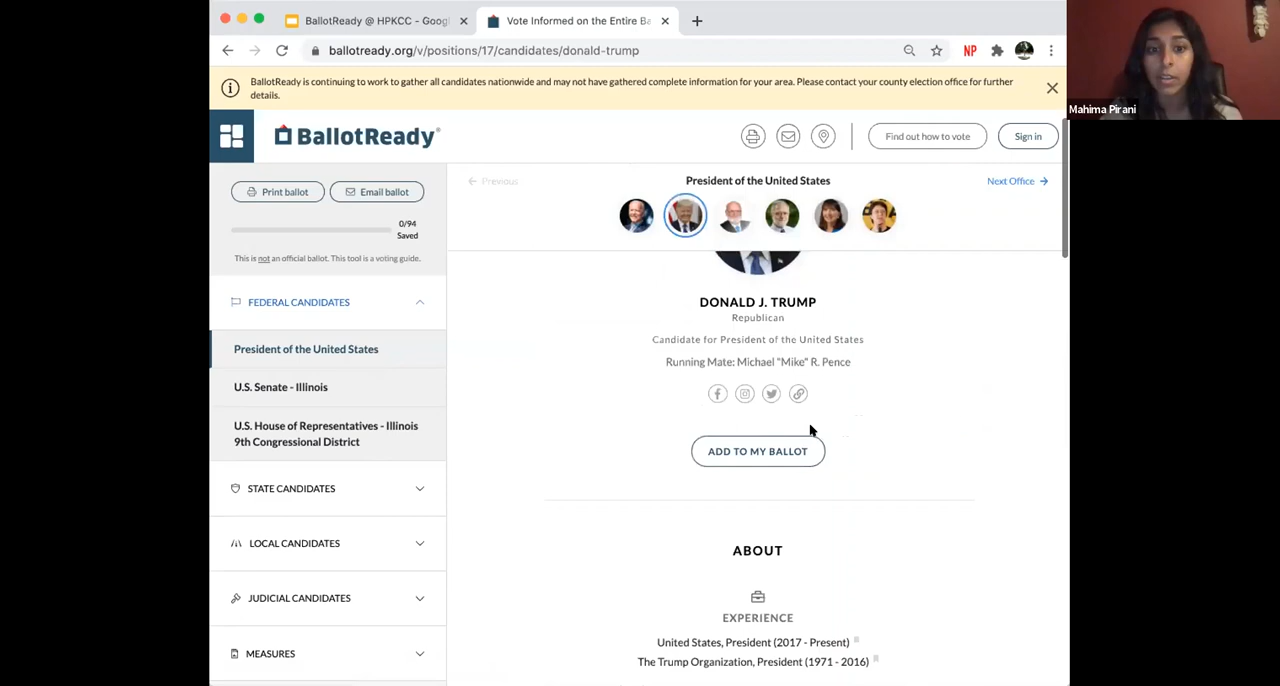 BallotReady @ HPKCC - Googl
Vote Informed on the Entire Ba
ballotready.org/v/positions/17/candidates/donald-trump
NP
BallotReady is continuing to work to gather all candidates nationwide and may not have gathered complete information for your area. Please contact your county election office for further
details.
Mahima Pirani
BallotReady®
Find out how to vote
Sign in
Print ballot
Email ballot
0/94
Saved
This is not an official ballot. This tool is a voting guide.
Previous
President of the United States
Next Office
FEDERAL CANDIDATES
President of the United States
U.S. Senate - Illinois
U.S. House of Representatives - Illinois
9th Congressional District
STATE CANDIDATES
LOCAL CANDIDATES
JUDICIAL CANDIDATES
MEASURES
DONALD J. TRUMP
Republican
Candidate for President of the United States
Running Mate: Michael "Mike" R. Pence
ADD TO MY BALLOT
ABOUT
EXPERIENCE
United States, President (2017 - Present)
The Trump Organization, President (1971 - 2016)